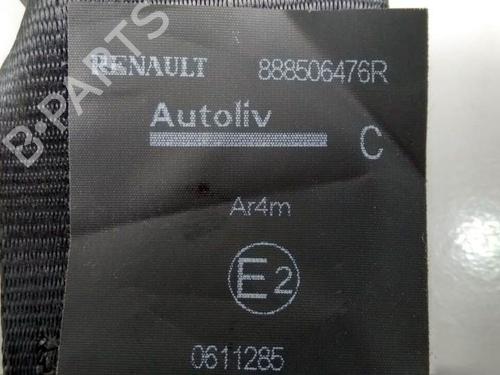 RENAULT 888506476R
Autoliv
C
Ar4m
E2
0611285
B-PARTS